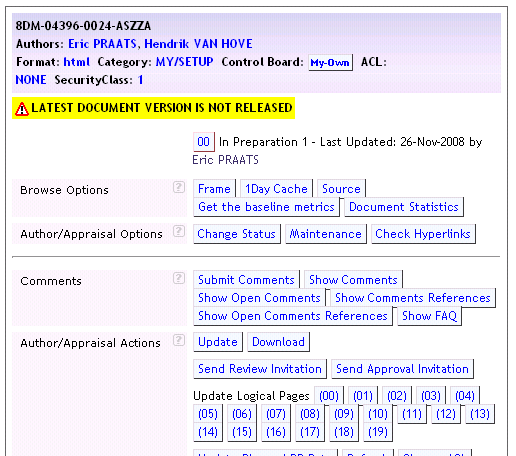 8DM-04396-0024-ASZZA
Authors: Eric PRAATS, Hendrik VAN HOVE
Format: html Category: MY/SETUP Control Board: My-Own ACL:
NONE SecurityClass: 1
LATEST DOCUMENT VERSION IS NOT RELEASED
00 In Preparation 1 - Last Updated: 26-Nov-2008 by
Eric PRAATS
Browse Options ? Frame 1Day Cache Source
Get the baseline metrics Document Statistics
Author/Appraisal Options ? Change Status Maintenance Check Hyperlinks
Comments ? Submit Comments Show Comments
Show Open Comments Show Comments References
Show Open Comments References Show FAQ
Author/Appraisal Actions ? Update Download
Send Review Invitation Send Approval Invitation
Update Logical Pages (00) (01) (02) (03) (04)
(05) (06) (07) (08) (09) (10) (11) (12) (13)
(14) (15) (16) (17) (18) (19)